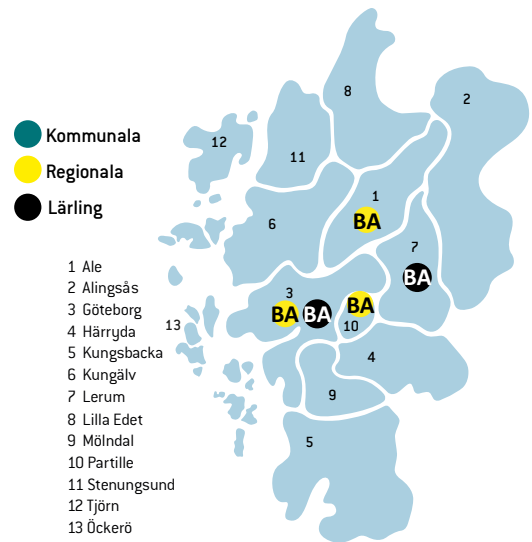 Kommunala
Regionala
Lärling
1 Ale
2 Alingsås
3 Göteborg
4 Härryda
5 Kungsbacka
6 Kungälv
7 Lerum
8 Lilla Edet
9 Mölndal
10 Partille
11 Stenungsund
12 Tjörn
13 Öckerö
8
2
12
11
1
6
BA
7
BA
3
BA
BA
BA
10
13
4
9
5